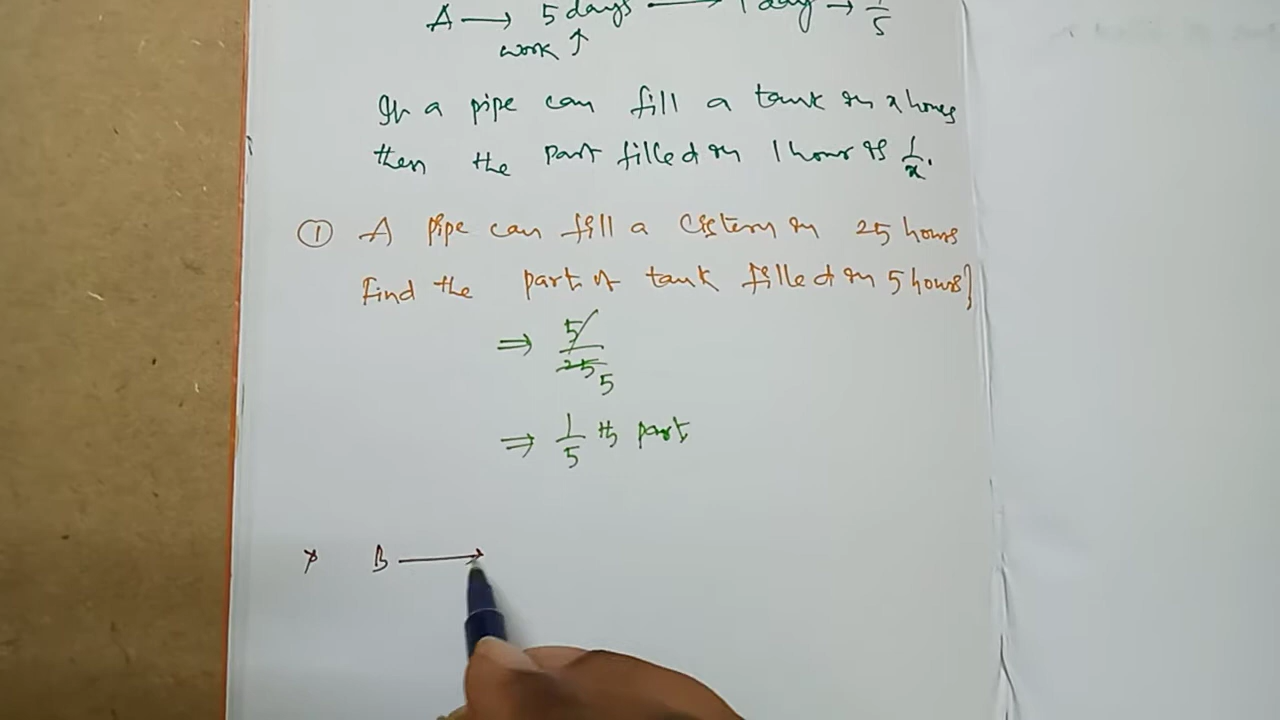 A → 5 days → 1 day → 1/5
work ↑
If a pipe can fill a tank in x hours
then the part filled in 1 hour is 1/x.
① A pipe can fill a cistern in 25 hours
Find the part of tank filled in 5 hours}
⇒ 5/25 5
⇒ 1/5 th part
* B →